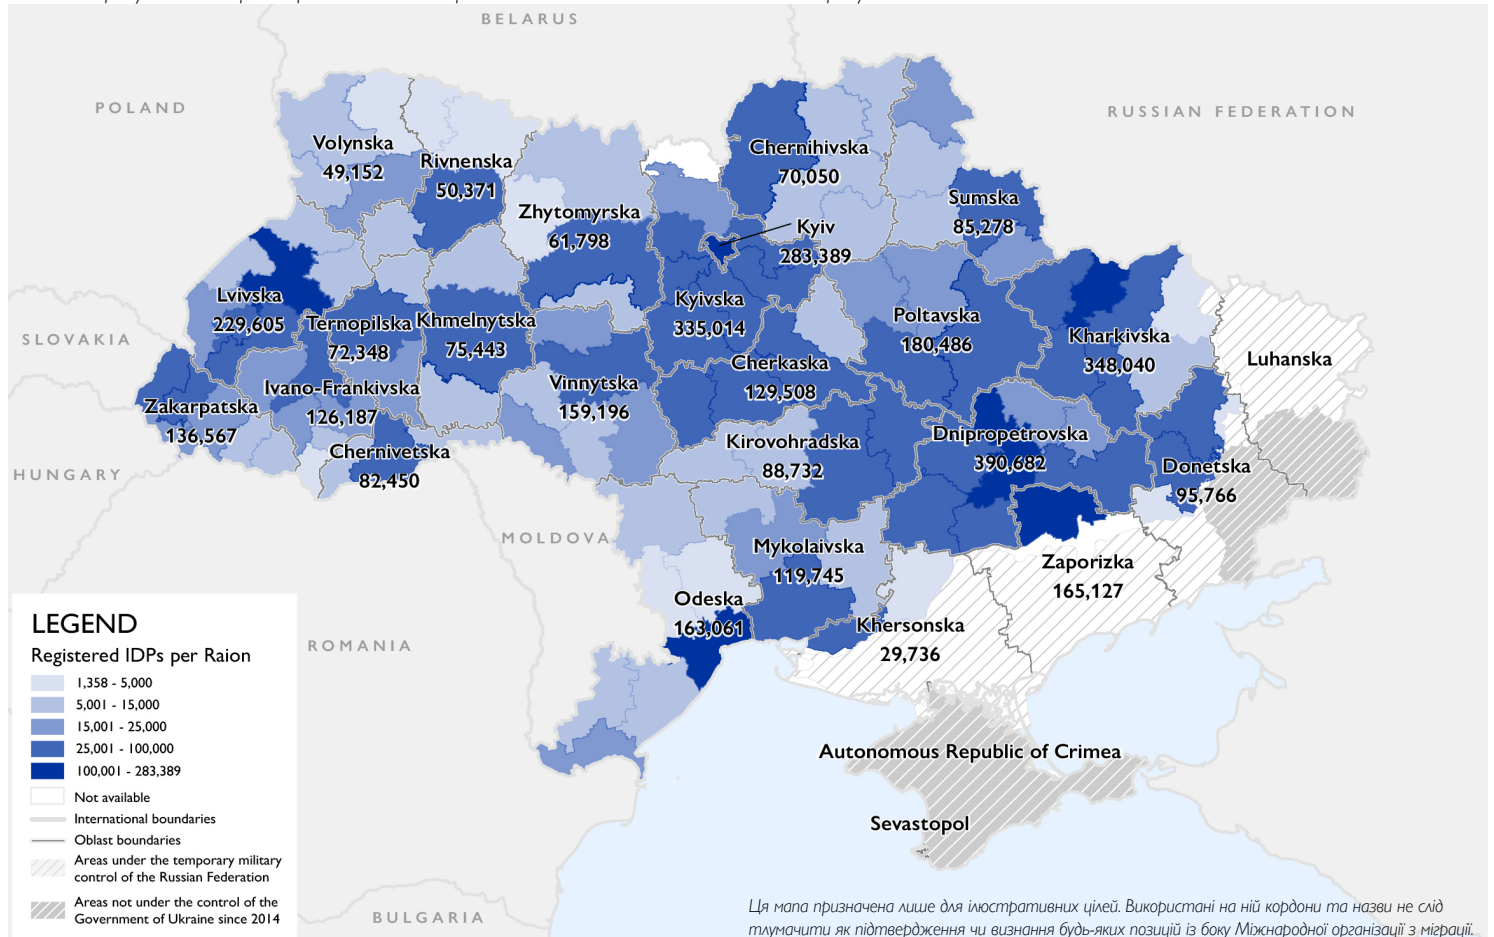 BELARUS
POLAND
RUSSIAN FEDERATION
Volynska
49,152
Rivnenska
50,371
Chernihivska
70,050
Zhytomyrska
61,798
Sumska
85,278
Kyiv
283,389
Lvivska
229,605
Ternopilska
72,348
Khmelnytska
75,443
Kyivska
335,014
Poltavska
180,486
Kharkivska
348,040
Luhanska
SLOVAKIA
Cherkaska
129,508
Ivano-Frankivska
126,187
Vinnytska
159,196
Zakarpatska
136,567
Chernivetska
82,450
Kirovohradska
88,732
Dnipropetrovska
390,682
Donetska
95,766
HUNGARY
MOLDOVA
Mykolaivska
119,745
Zaporizka
165,127
Odeska
163,061
Khersonska
29,736
ROMANIA
Autonomous Republic of Crimea
Sevastopol
BULGARIA
LEGEND
Registered IDPs per Raion
1,358 - 5,000
5,001 - 15,000
15,001 - 25,000
25,001 - 100,000
100,001 - 283,389
Not available
International boundaries
Oblast boundaries
Areas under the temporary military
control of the Russian Federation
Areas not under the control of the
Government of Ukraine since 2014
Ця мапа призначена лише для ілюстративних цілей. Використані на ній кордони та назви не слід
тлумачити як підтвердження чи визнання будь-яких позицій із боку Міжнародної організації з міграції.